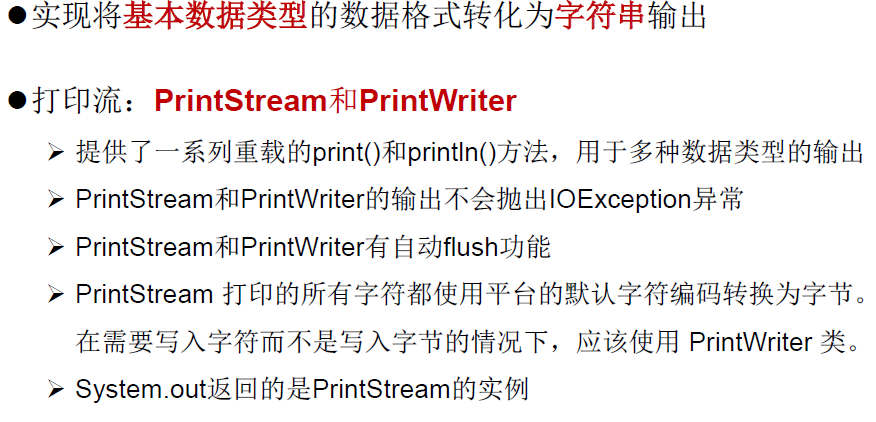 ●实现将基本数据类型的数据格式转化为字符串输出
●打印流：PrintStream和PrintWriter
➢ 提供了一系列重载的print()和println()方法，用于多种数据类型的输出
➢ PrintStream和PrintWriter的输出不会抛出IOException异常
➢ PrintStream和PrintWriter有自动flush功能
➢ PrintStream 打印的所有字符都使用平台的默认字符编码转换为字节。
在需要写入字符而不是写入字节的情况下，应该使用 PrintWriter 类。
➢ System.out返回的是PrintStream的实例